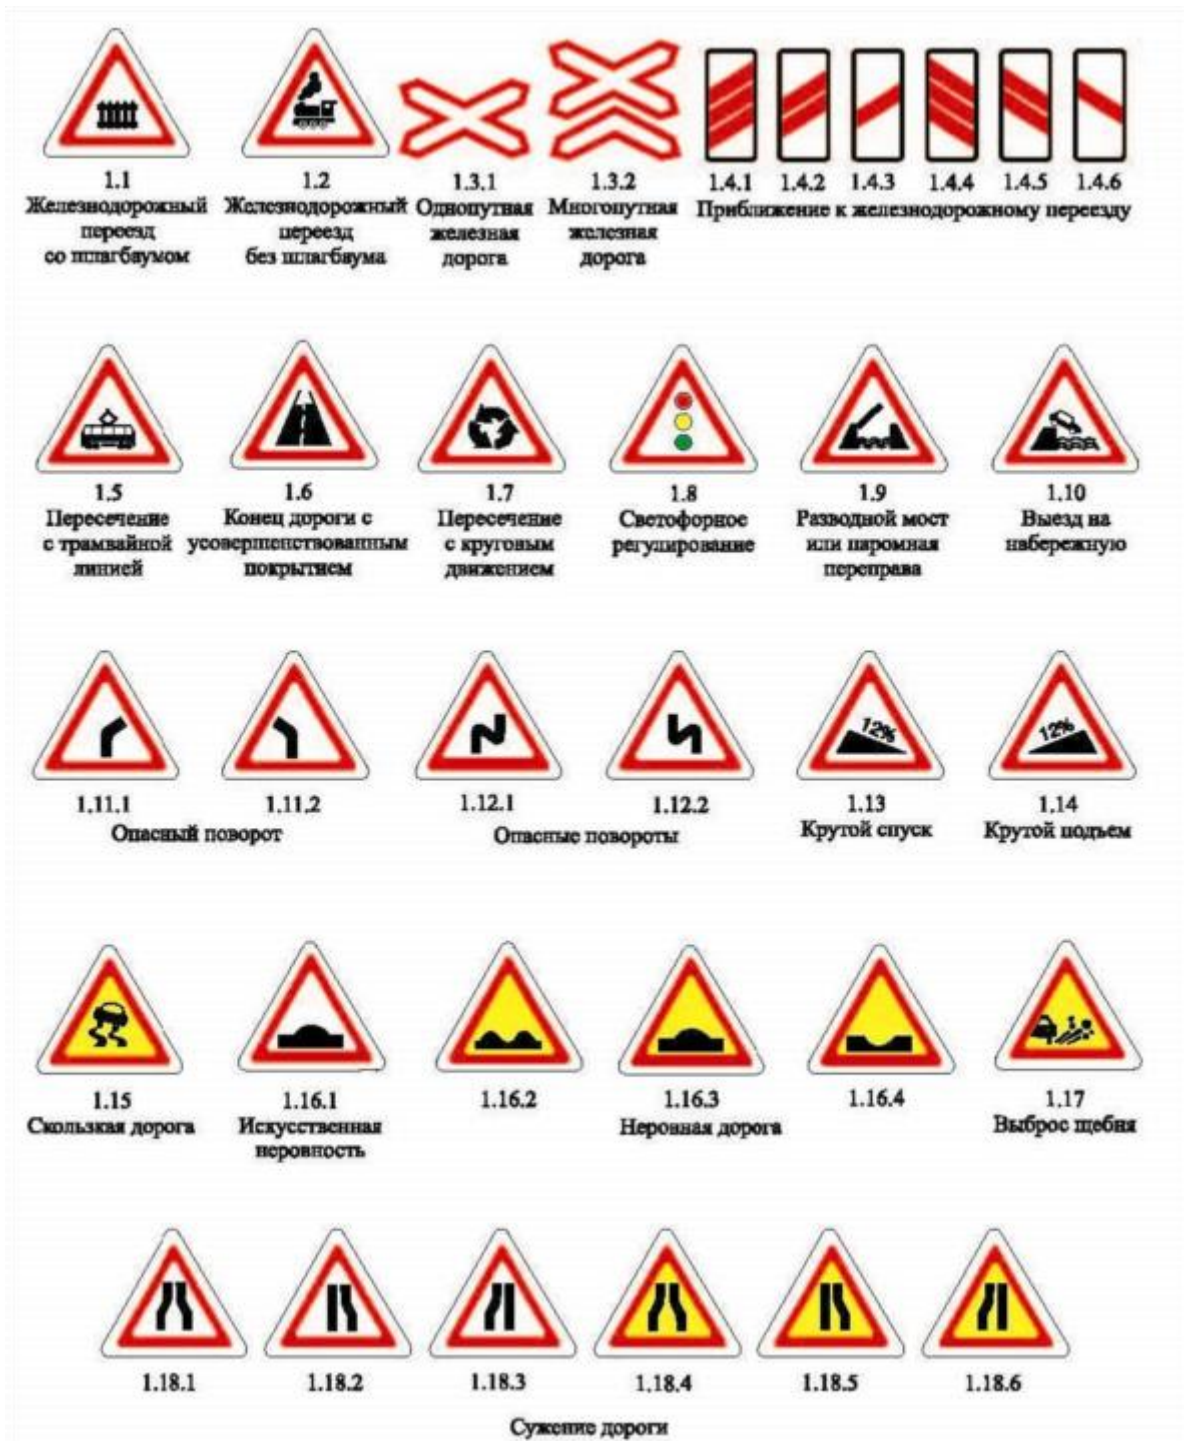 1.1 1.2 1.3.1 1.3.2 1.4.1 1.4.2 1.4.3 1.4.4 1.4.5 1.4.6
Железнодорожный Железнодорожный Однопутная Многопутная Приближение к железнодорожному переезду
переезд переезд железная железная
со шлагбаумом без шлагбаума дорога дорога
1.5 1.6 1.7 1.8 1.9 1.10
Пересечение Конец дороги с Пересечение Светофорное Разводной мост Выезд на
с трамвайной усовершенствованным с круговым регулирование или паромная набережную
линией покрытием движением переправа
12% 12%
1.11.1 1.11.2 1.12.1 1.12.2 1.13 1.14
Опасный поворот Опасные повороты Крутой спуск Крутой подъем
1.15 1.16.1 1.16.2 1.16.3 1.16.4 1.17
Скользкая дорога Искусственная Неровная дорога Выброс щебня
неровность
1.18.1 1.18.2 1.18.3 1.18.4 1.18.5 1.18.6
Сужение дороги